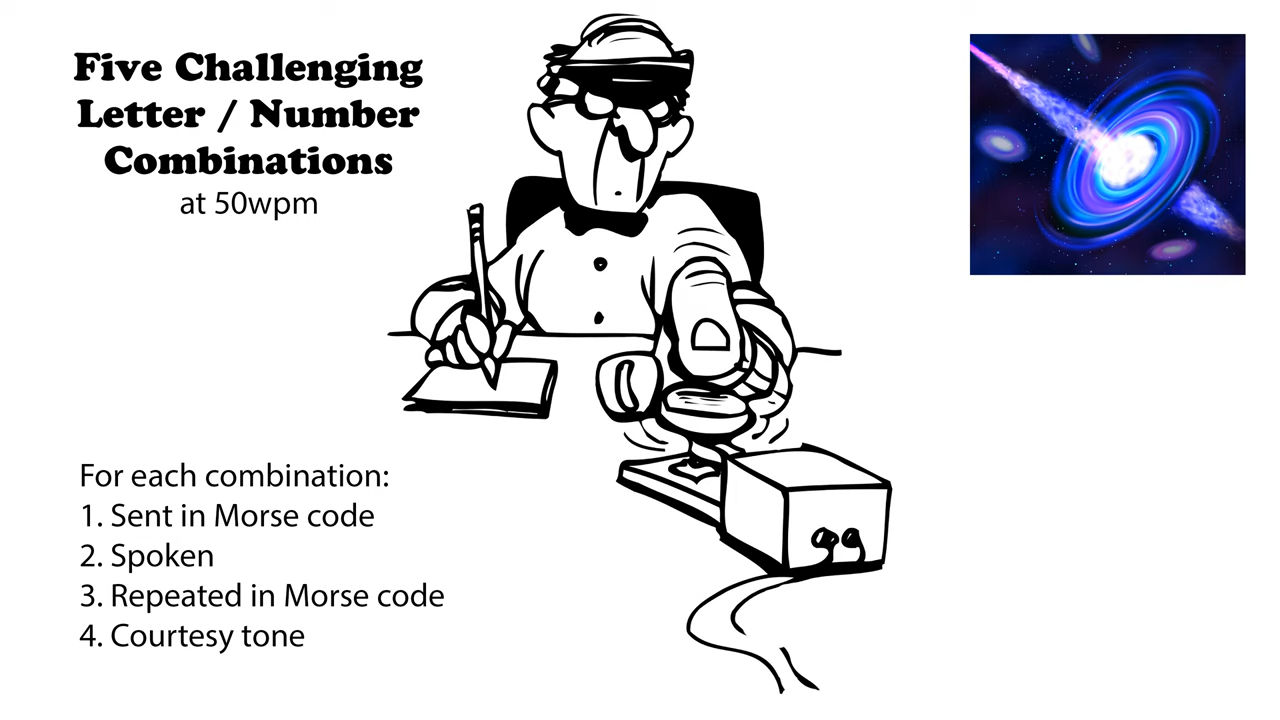 Five Challenging
Letter / Number
Combinations
at 50wpm
For each combination:
1. Sent in Morse code
2. Spoken
3. Repeated in Morse code
4. Courtesy tone